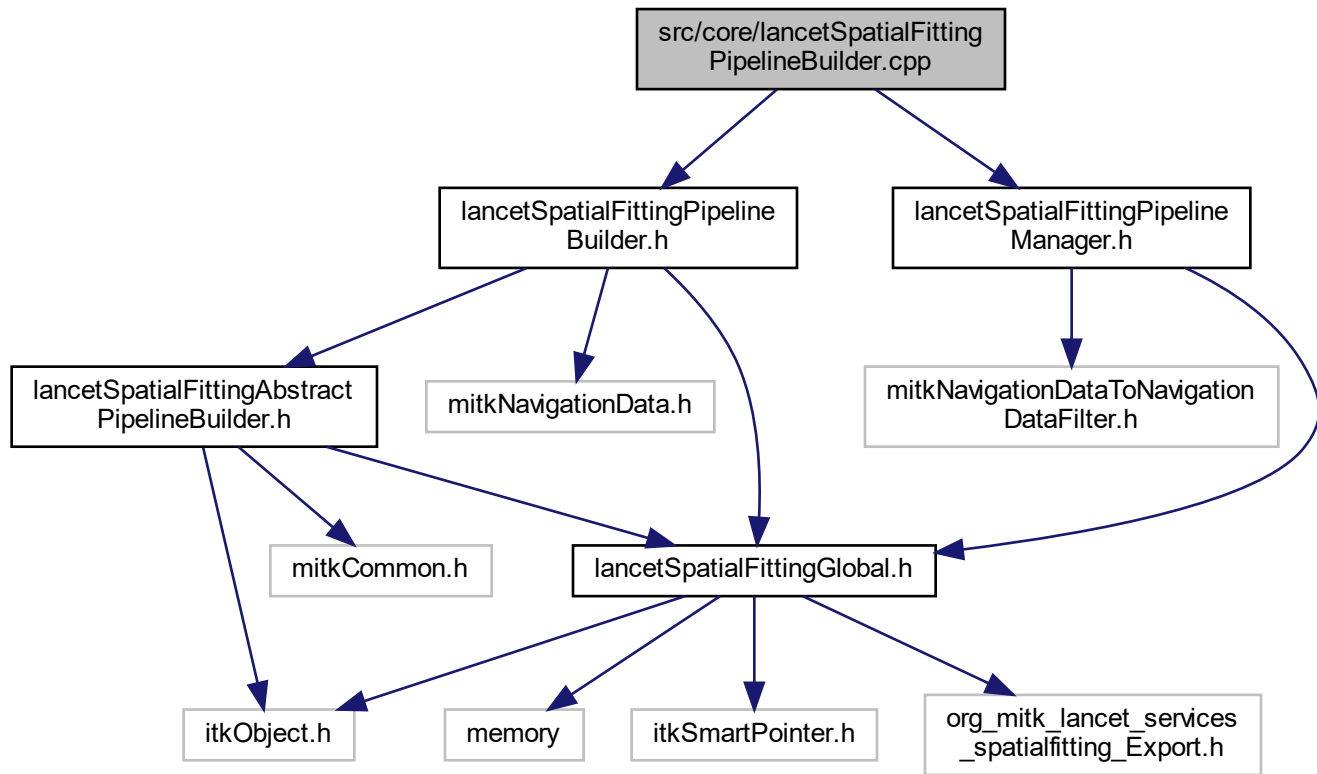 src/core/lancetSpatialFitting
PipelineBuilder.cpp
lancetSpatialFittingPipeline
Builder.h
lancetSpatialFittingPipeline
Manager.h
lancetSpatialFittingAbstract
PipelineBuilder.h
mitkNavigationData.h
mitkNavigationDataToNavigation
DataFilter.h
mitkCommon.h
lancetSpatialFittingGlobal.h
itkObject.h
memory
itkSmartPointer.h
org_mitk_lancet_services
_spatialfitting_Export.h